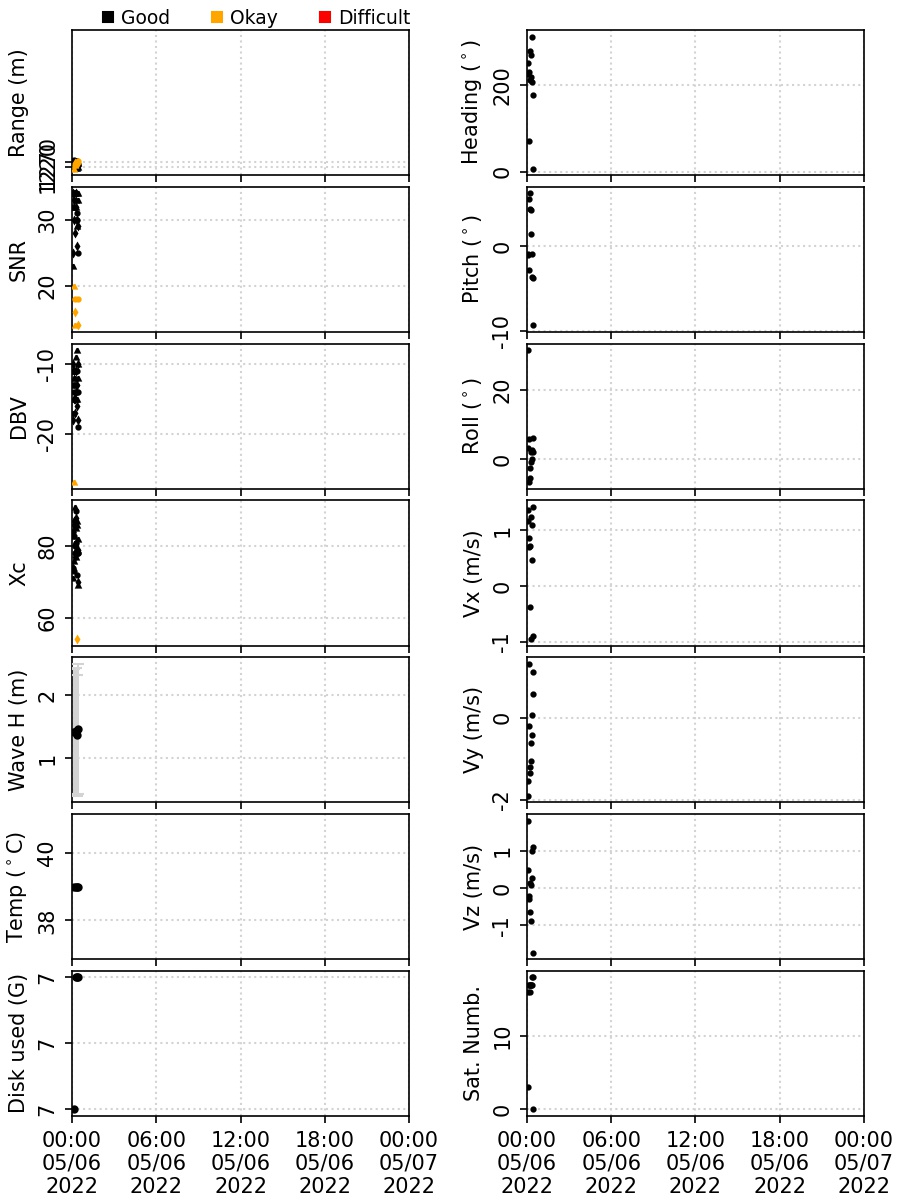 Good Okay Difficult
Range (m)
Heading (°)
200
0
SNR
30
20
Pitch (°)
0
-10
DBV
-10
-20
Roll (°)
20
0
Xc
80
60
Vx (m/s)
1
0
-1
Wave H (m)
2
1
Vy (m/s)
0
-2
Temp (°C)
40
38
Vz (m/s)
1
0
-1
Disk used (G)
7
7
7
Sat. Numb.
10
0
00:00 06:00 12:00 18:00 00:00
05/06 05/06 05/06 05/06 05/07
2022 2022 2022 2022 2022
00:00 06:00 12:00 18:00 00:00
05/06 05/06 05/06 05/06 05/07
2022 2022 2022 2022 2022